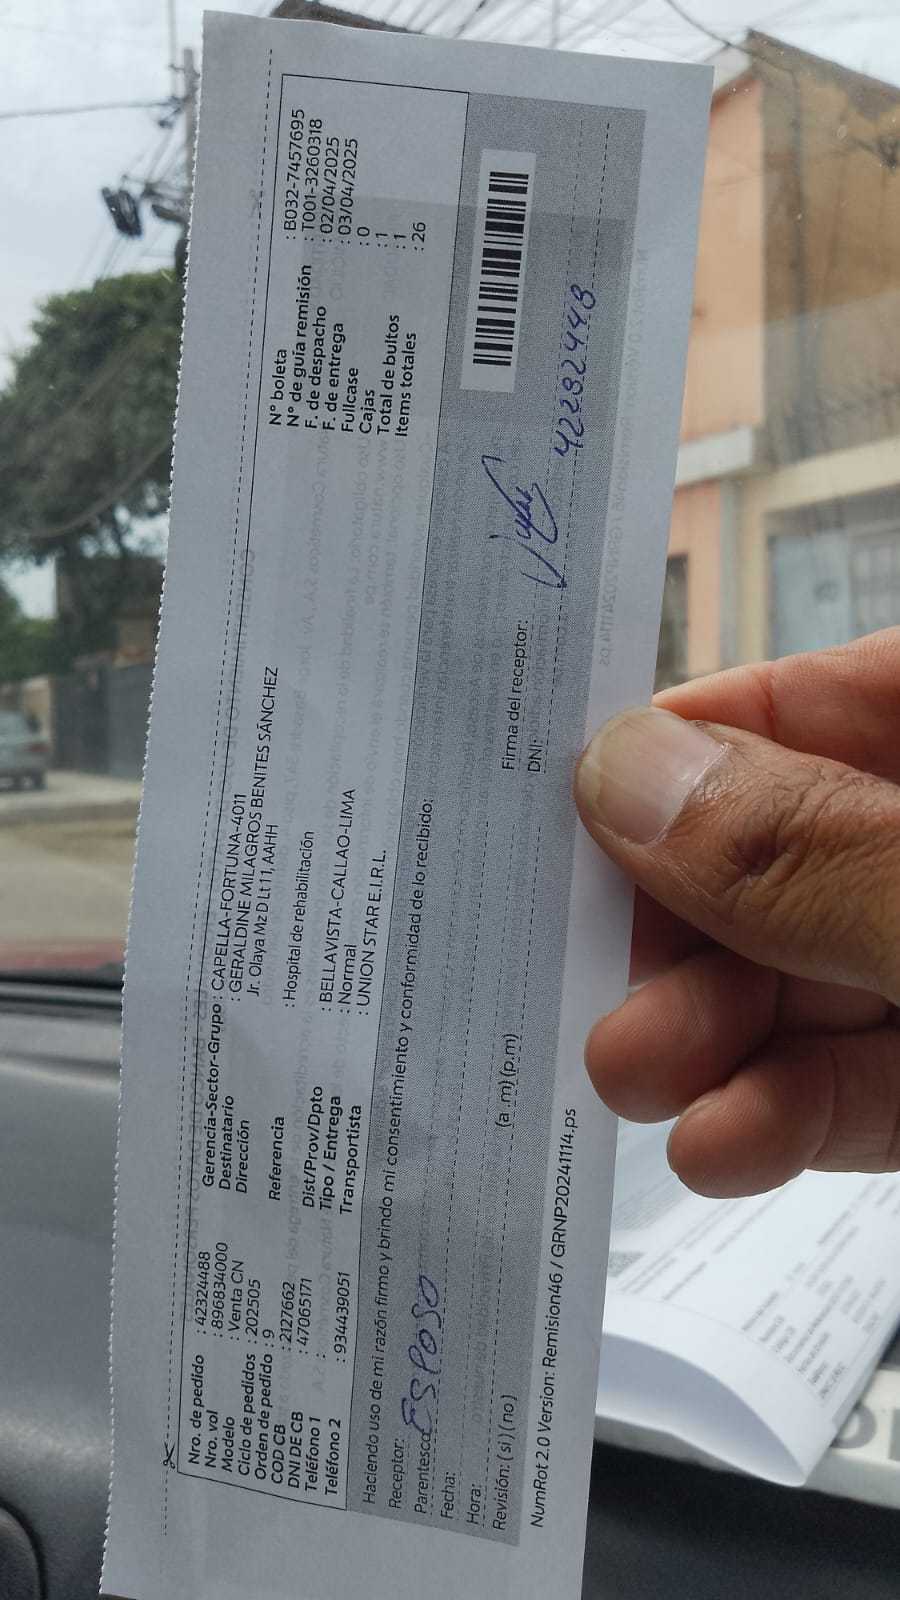 Nro. de pedido : 42324488
Nro. vol : 896834000
Modelo : Venta CN
Ciclo de pedidos : 202505
Orden de pedido : 9
COD CB : 2127662
DNI DE CB : 47065171
Teléfono 1 :
Teléfono 2 : 934439051
Gerencia-Sector-Grupo : CAPELLA-FORTUNA-4011
Destinatario : GERALDINE MILAGROS BENITES SÁNCHEZ
Dirección Jr. Olaya Mz D Lt 11, AAHH
Referencia : Hospital de rehabilitación
Dist/Prov/Dpto : BELLAVISTA-CALLAO-LIMA
Tipo / Entrega : Normal
Transportista : UNION STAR E.I.R.L.
N° boleta : B032-7457695
N° de guía remisión : T001-3260318
F. de despacho : 02/04/2025
F. de entrega : 03/04/2025
Fullcase : 0
Cajas : 1
Total de bultos : 1
Items totales : 26
Haciendo uso de mi razón firmo y brindo mi consentimiento y conformidad de lo recibido:
Receptor:
Parentesco ESPOSO
Fecha:
Hora: (a .m) (p.m)
Revisión: ( si ) ( no )
Firma del receptor:
DNI: 42282448
NumRot 2.0 Version: Remision46 / GRNP20241114.ps